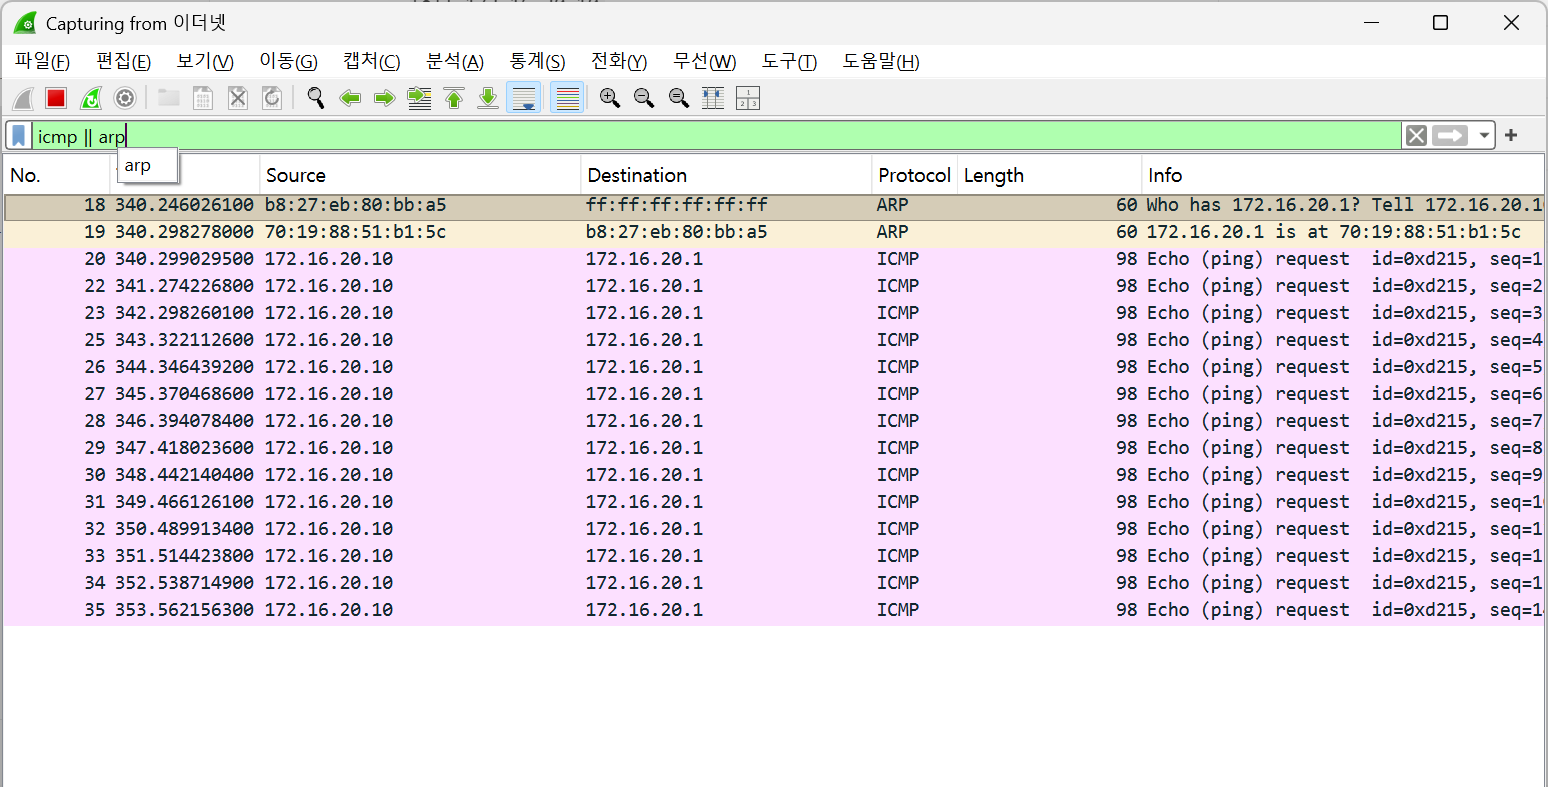 Capturing from 이더넷
파일(F) 편집(E) 보기(V) 이동(G) 캡처(C) 분석(A) 통계(S) 전화(Y) 무선(W) 도구(T) 도움말(H)
icmp || arp
arp
No. Source Destination Protocol Length Info
18 340.246026100 b8:27:eb:80:bb:a5 ff:ff:ff:ff:ff:ff ARP 60 Who has 172.16.20.1? Tell 172.16.20.10
19 340.298278000 70:19:88:51:b1:5c b8:27:eb:80:bb:a5 ARP 60 172.16.20.1 is at 70:19:88:51:b1:5c
20 340.299029500 172.16.20.10 172.16.20.1 ICMP 98 Echo (ping) request id=0xd215, seq=1
22 341.274226800 172.16.20.10 172.16.20.1 ICMP 98 Echo (ping) request id=0xd215, seq=2
23 342.298260100 172.16.20.10 172.16.20.1 ICMP 98 Echo (ping) request id=0xd215, seq=3
25 343.322112600 172.16.20.10 172.16.20.1 ICMP 98 Echo (ping) request id=0xd215, seq=4
26 344.346439200 172.16.20.10 172.16.20.1 ICMP 98 Echo (ping) request id=0xd215, seq=5
27 345.370468600 172.16.20.10 172.16.20.1 ICMP 98 Echo (ping) request id=0xd215, seq=6
28 346.394078400 172.16.20.10 172.16.20.1 ICMP 98 Echo (ping) request id=0xd215, seq=7
29 347.418023600 172.16.20.10 172.16.20.1 ICMP 98 Echo (ping) request id=0xd215, seq=8
30 348.442140400 172.16.20.10 172.16.20.1 ICMP 98 Echo (ping) request id=0xd215, seq=9
31 349.466126100 172.16.20.10 172.16.20.1 ICMP 98 Echo (ping) request id=0xd215, seq=1
32 350.489913400 172.16.20.10 172.16.20.1 ICMP 98 Echo (ping) request id=0xd215, seq=1
33 351.514423800 172.16.20.10 172.16.20.1 ICMP 98 Echo (ping) request id=0xd215, seq=1
34 352.538714900 172.16.20.10 172.16.20.1 ICMP 98 Echo (ping) request id=0xd215, seq=1
35 353.562156300 172.16.20.10 172.16.20.1 ICMP 98 Echo (ping) request id=0xd215, seq=1